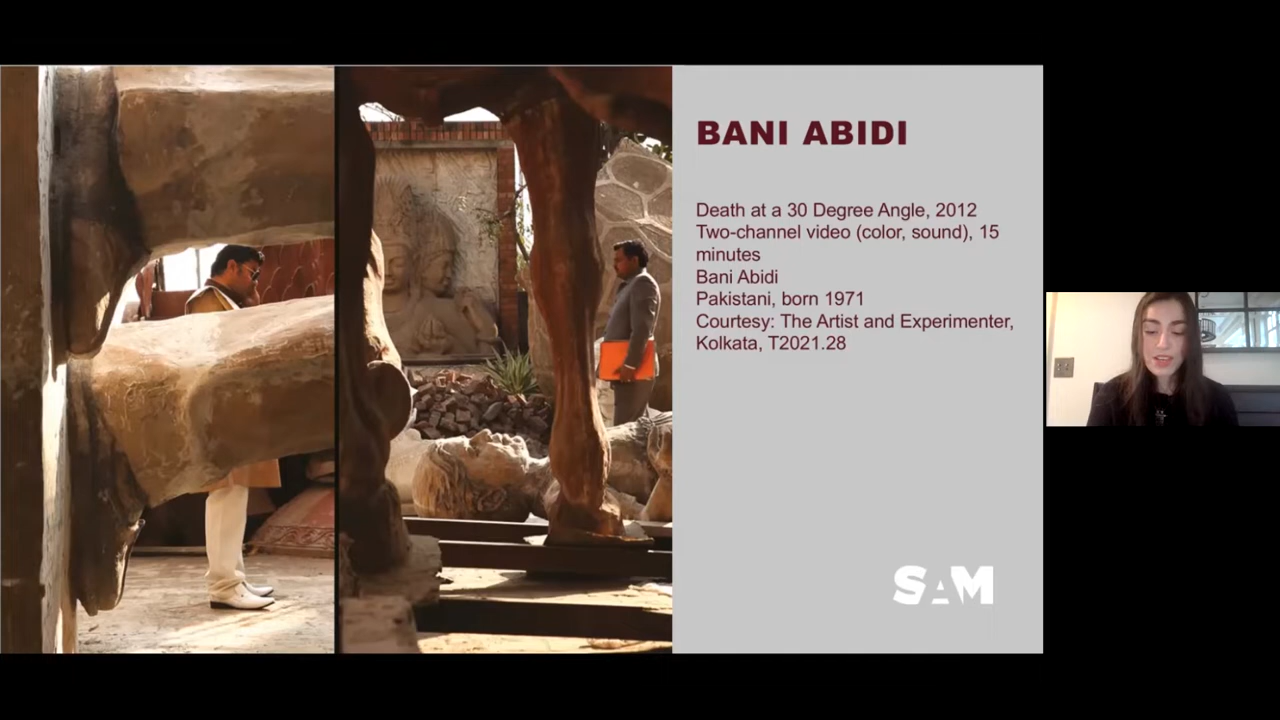 BANI ABIDI
Death at a 30 Degree Angle, 2012
Two-channel video (color, sound), 15
minutes
Bani Abidi
Pakistani, born 1971
Courtesy: The Artist and Experimenter,
Kolkata, T2021.28
SAM